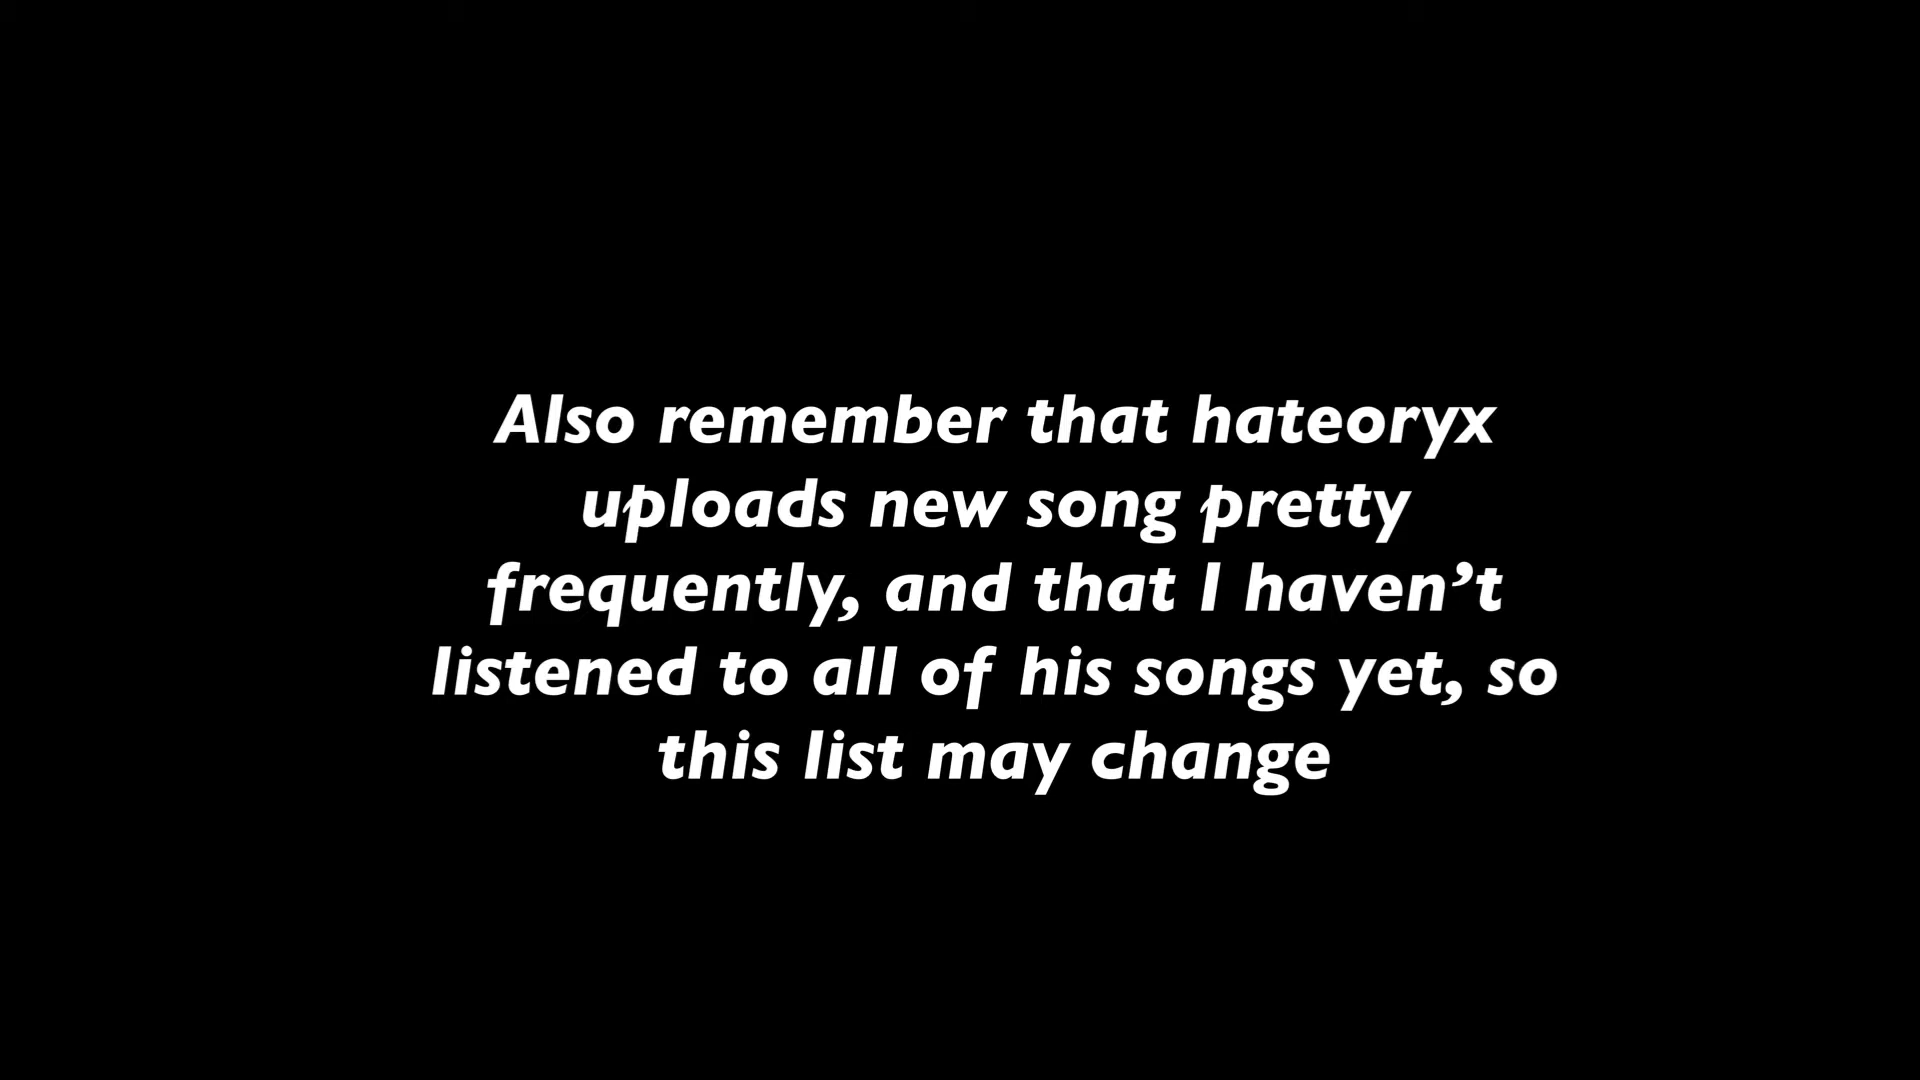 Also remember that hateoryx
uploads new song pretty
frequently, and that I haven’t
listened to all of his songs yet, so
this list may change